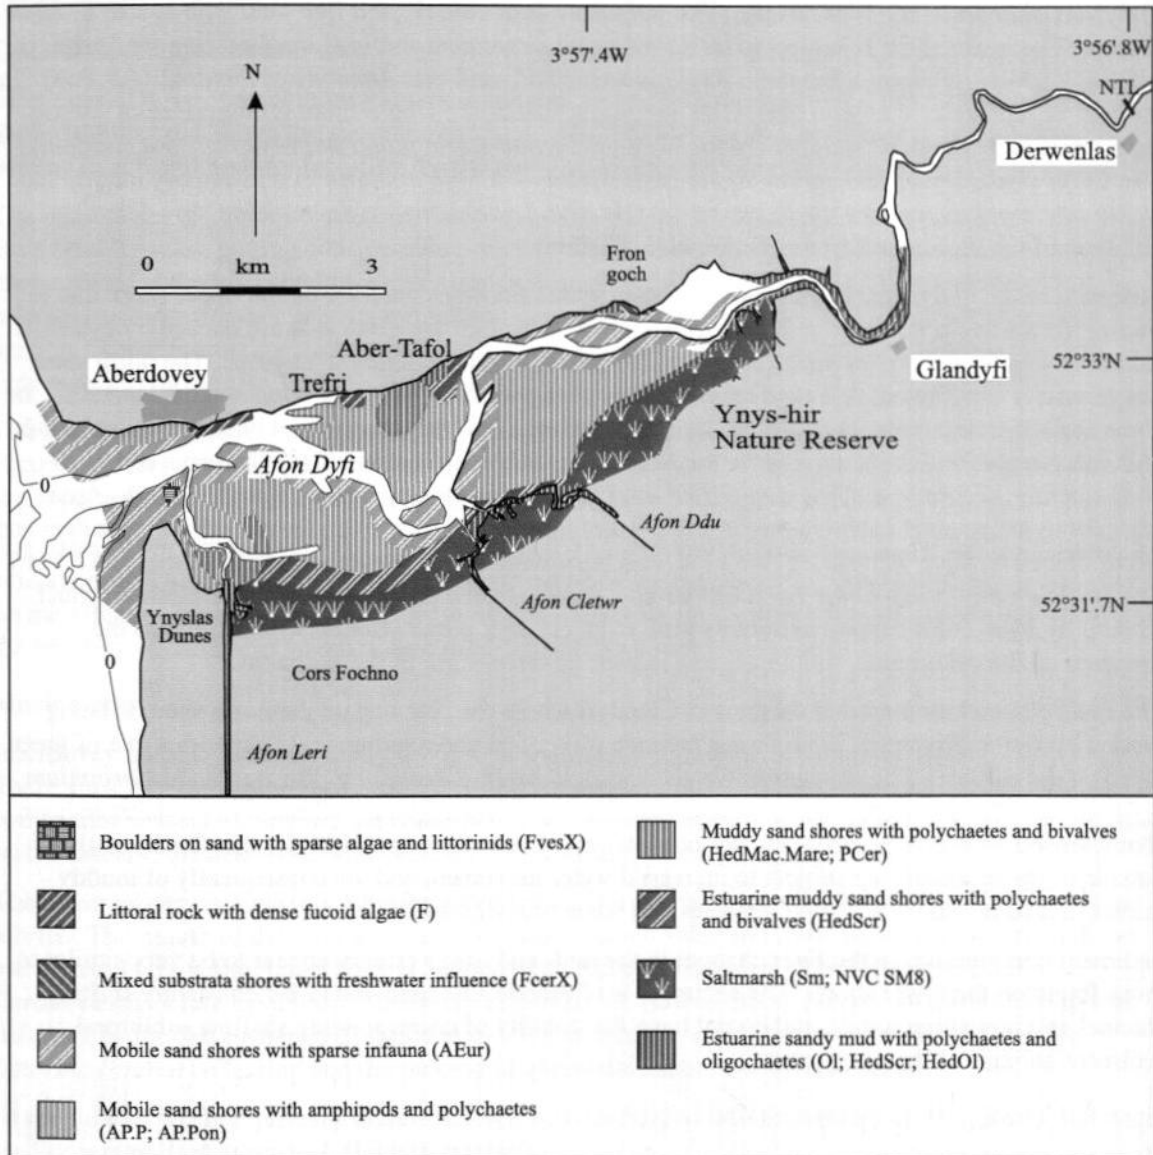 3°57'.4W
3°56'.8W
N
NTL
Derwenlas
0 km 3
Fron
goch
Aber-Tafol
52°33'N
Aberdovey
Trefri
Glandyfi
Ynys-hir
Nature Reserve
Afon Dyfi
0
Afon Ddu
Afon Cletwr
52°31'.7N
Ynyslas
Dunes
0
Cors Fochno
Afon Leri
Boulders on sand with sparse algae and littorinids (FvesX)
Littoral rock with dense fucoid algae (F)
Mixed substrata shores with freshwater influence (FcerX)
Mobile sand shores with sparse infauna (AEur)
Mobile sand shores with amphipods and polychaetes
(AP.P; AP.Pon)
Muddy sand shores with polychaetes and bivalves
(HedMac.Mare; PCer)
Estuarine muddy sand shores with polychaetes
and bivalves (HedScr)
Saltmarsh (Sm; NVC SM8)
Estuarine sandy mud with polychaetes and
oligochaetes (Ol; HedScr; HedOl)